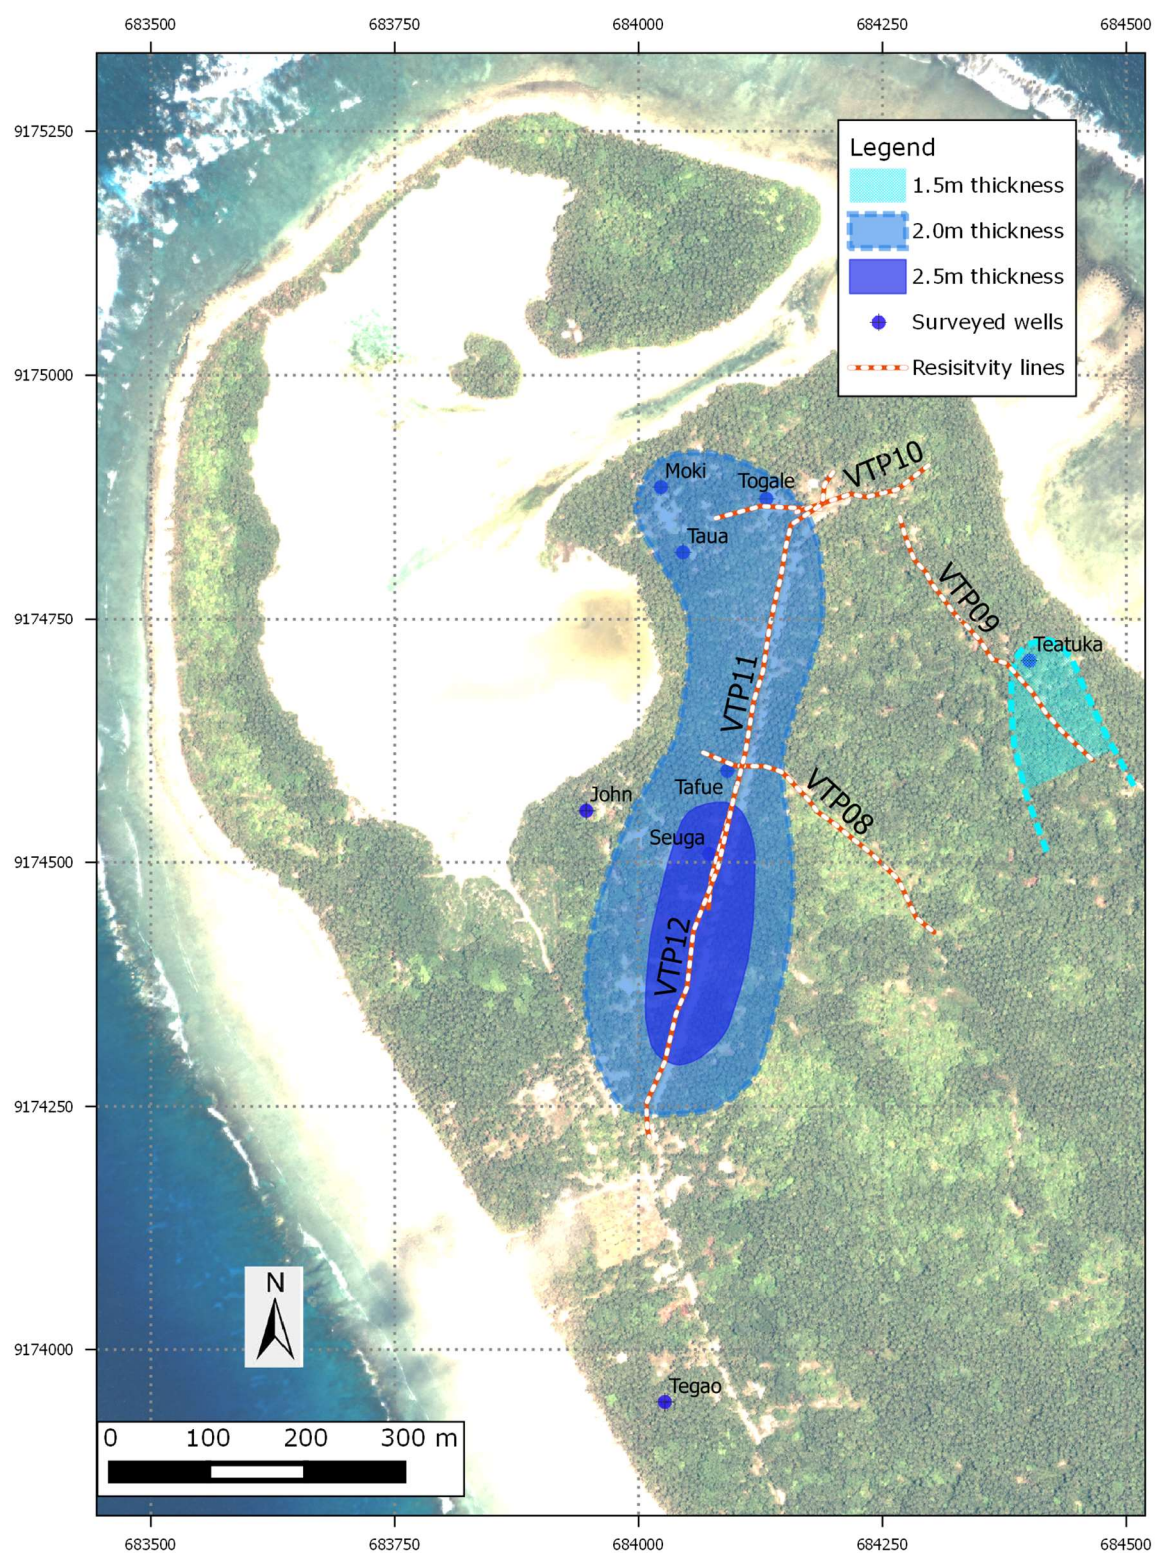 683500 683750 684000 684250 684500
9175250
Legend
1.5m thickness
2.0m thickness
2.5m thickness
Surveyed wells
Resisitvity lines
9175000
VTP10
Moki
Togale
Taua
VTP09
9174750
Teatuka
VTP11
Tafue
VTP08
John
Seuga
9174500
VTP12
9174250
N
9174000
Tegao
0 100 200 300 m
683500 683750 684000 684250 684500